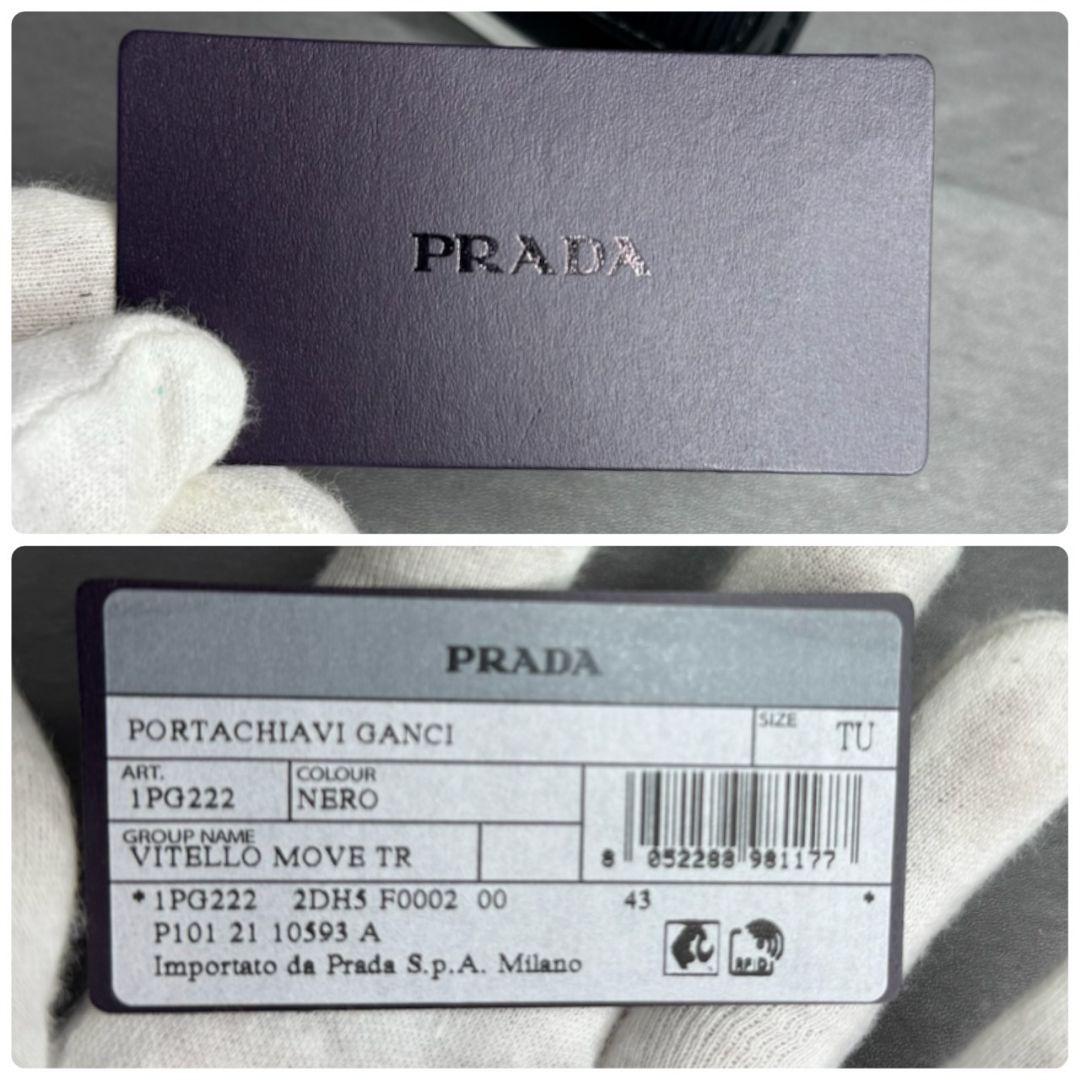 PRADA
PRADA
PORTACHIAVI GANCI
SIZE TU
ART. COLOUR
1PG222 NERO
GROUP NAME
VITELLO MOVE TR
8 052288 981177
*1PG222 2DH5 F0002 00 43 *
P101 21 10593 A
Importato da Prada S.p.A. Milano
RFID